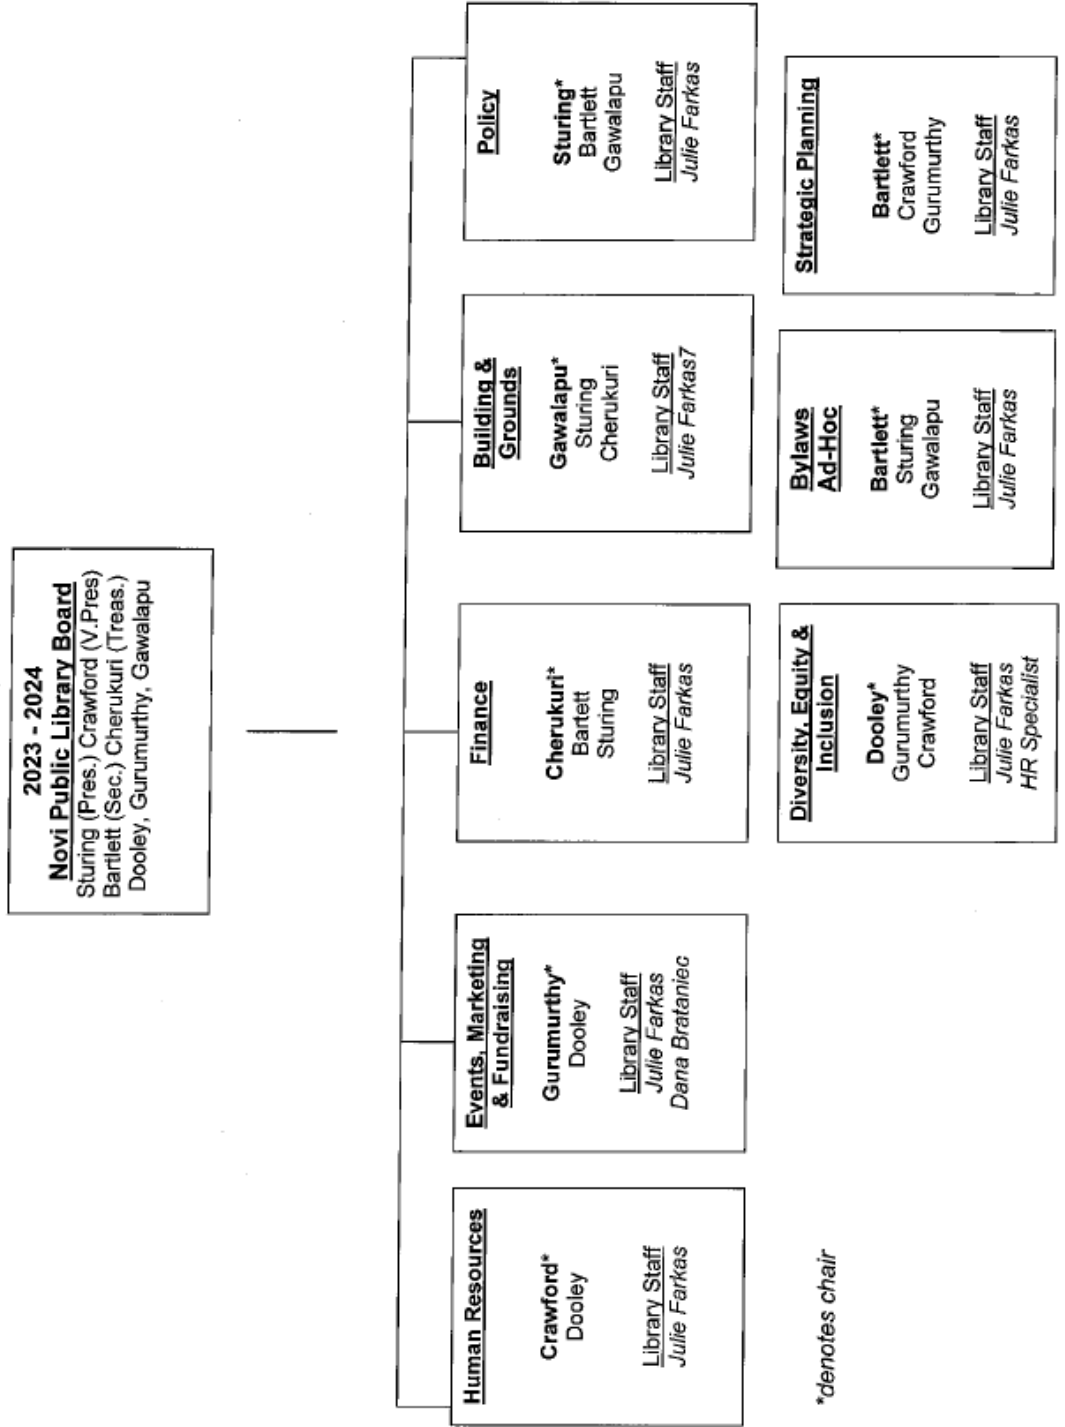 2023 - 2024
Novi Public Library Board
Sturing (Pres.) Crawford (V.Pres)
Bartlett (Sec.) Cherukuri (Treas.)
Dooley, Gurumurthy, Gawalapu
Human Resources
Crawford*
Dooley
Library Staff
Julie Farkas
Events, Marketing
& Fundraising
Gurumurthy*
Dooley
Library Staff
Julie Farkas
Dana Brataniec
Finance
Cherukuri*
Bartett
Sturing
Library Staff
Julie Farkas
Building &
Grounds
Gawalapu*
Sturing
Cherukuri
Library Staff
Julie Farkas7
Policy
Sturing*
Bartlett
Gawalapu
Library Staff
Julie Farkas
Diversity, Equity &
Inclusion
Dooley*
Gurumurthy
Crawford
Library Staff
Julie Farkas
HR Specialist
Bylaws
Ad-Hoc
Bartlett*
Sturing
Gawalapu
Library Staff
Julie Farkas
Strategic Planning
Bartlett*
Crawford
Gurumurthy
Library Staff
Julie Farkas
*denotes chair